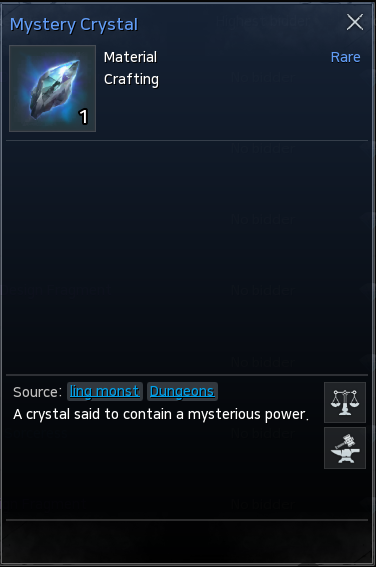 Mystery Crystal
Material Rare
Crafting
1
Source: ling monst Dungeons
A crystal said to contain a mysterious power.